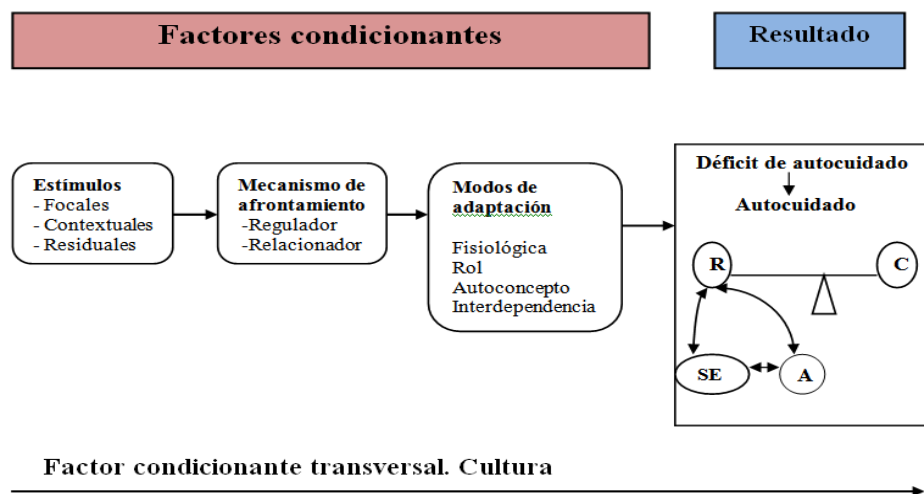 Factores condicionantes
Resultado
Estímulos
- Focales
- Contextuales
- Residuales
Mecanismo de
afrontamiento
-Regulador
-Relacionador
Modos de
adaptación
Fisiológica
Rol
Autoconcepto
Interdependencia
Déficit de autocuidado
Autocuidado
R
C
SE
A
Factor condicionante transversal. Cultura